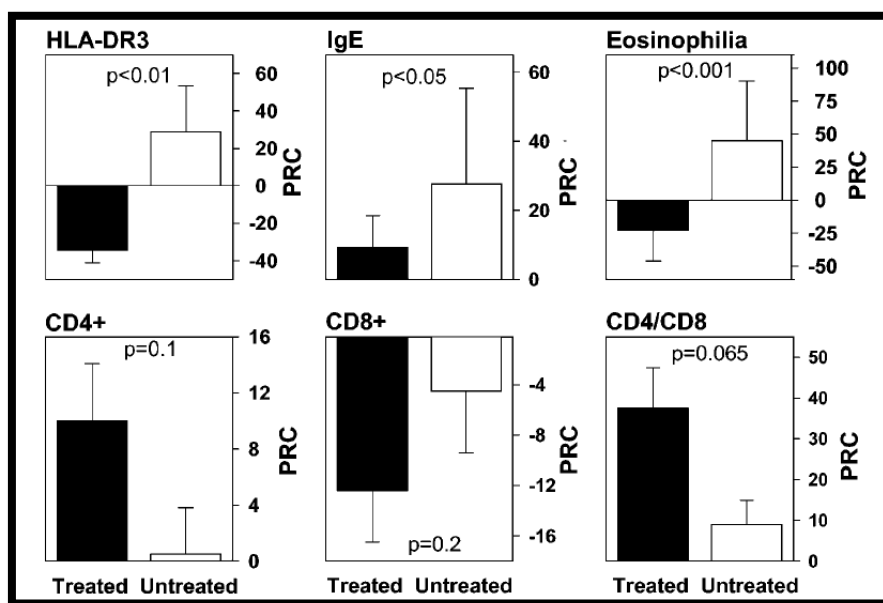 HLA-DR3
p<0.01
60
40
20
0
-20
-40
PRC
IgE
p<0.05
60
40
20
0
PRC
Eosinophilia
p<0.001
100
75
50
25
0
-25
-50
PRC
CD4+
p=0.1
16
12
8
4
0
PRC
Treated Untreated
CD8+
-4
-8
-12
-16
PRC
p=0.2
Treated Untreated
CD4/CD8
p=0.065
50
40
30
20
10
0
PRC
Treated Untreated